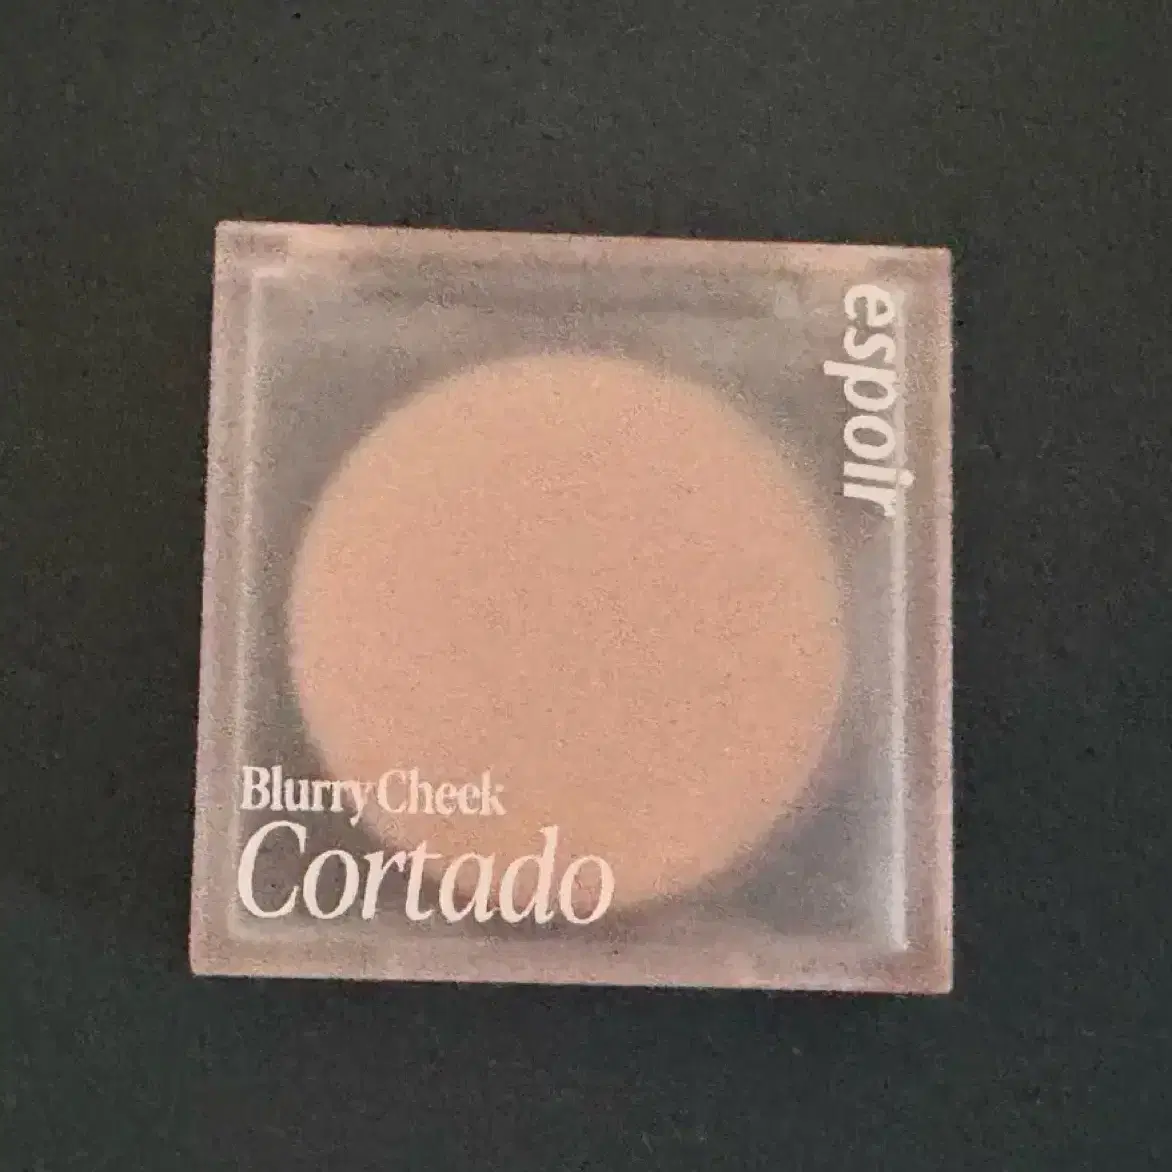 espoir
Blurry Cheek
Cortado